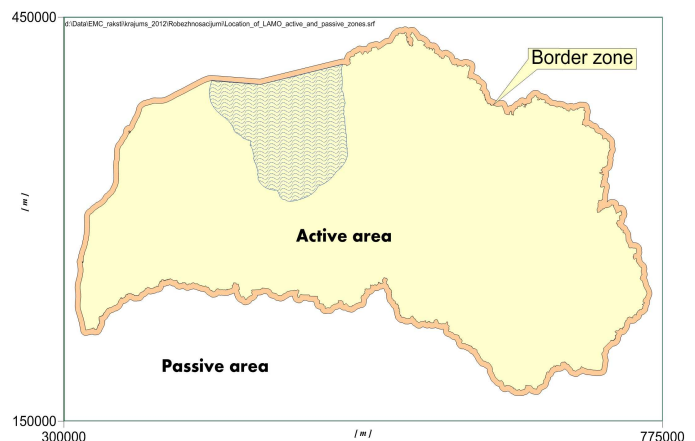 450000
d:\Data\EMC_raksti\krajums_2012\Robezhnosacijumi\Location_of_LAMO_active_and_passive_zones.srf
Border zone
/ m /
Active area
Passive area
150000
300000
/ m /
775000